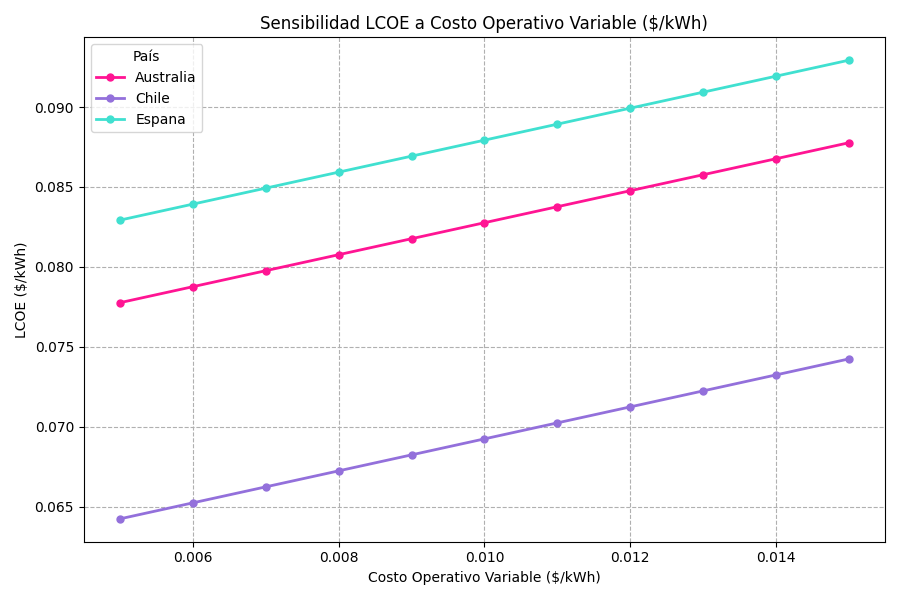 Sensibilidad LCOE a Costo Operativo Variable ($/kWh)
País
Australia
Chile
Espana
LCOE ($/kWh)
0.090
0.085
0.080
0.075
0.070
0.065
0.006
0.008
0.010
0.012
0.014
Costo Operativo Variable ($/kWh)